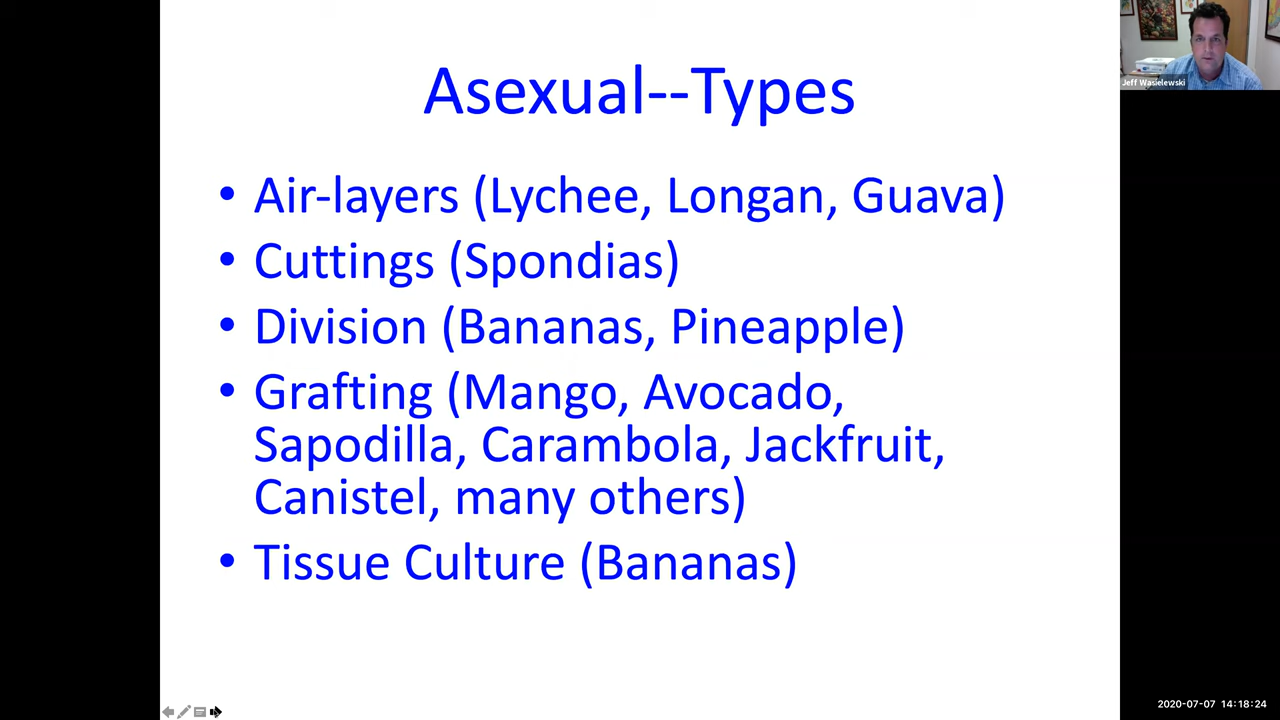 Asexual--Types
• Air-layers (Lychee, Longan, Guava)
• Cuttings (Spondias)
• Division (Bananas, Pineapple)
• Grafting (Mango, Avocado,
Sapodilla, Carambola, Jackfruit,
Canistel, many others)
• Tissue Culture (Bananas)
Jeff Wasielewski
2020-07-07 14:18:24